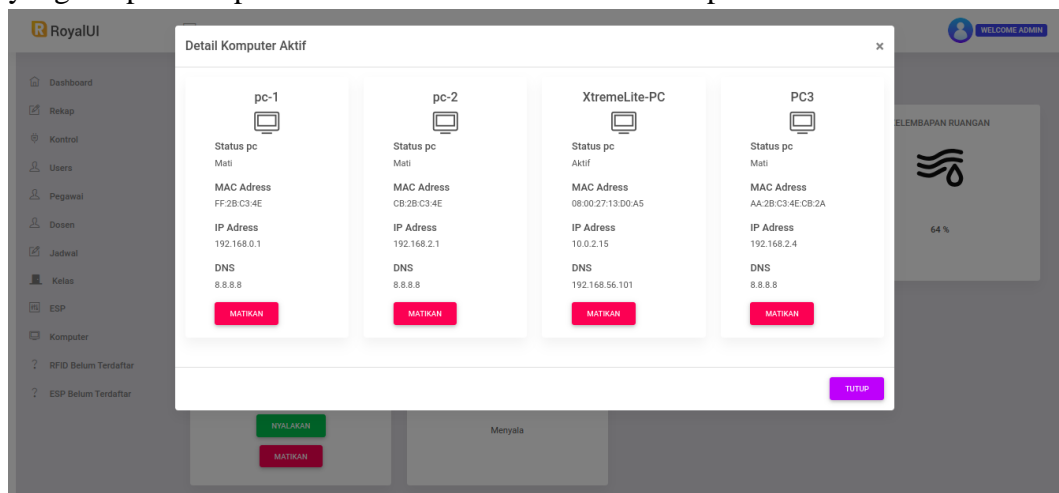 RoyalUI
WELCOME ADMIN
Detail Komputer Aktif
×
Dashboard
Rekap
Kontrol
Users
Pegawai
Dosen
Jadwal
Kelas
ESP
Komputer
? RFID Belum Terdaftar
? ESP Belum Terdaftar
pc-1
Status pc
Mati
MAC Adress
FF:2B:C3:4E
IP Adress
192.168.0.1
DNS
8.8.8.8
MATIKAN
pc-2
Status pc
Mati
MAC Adress
CB:2B:C3:4E
IP Adress
192.168.2.1
DNS
8.8.8.8
MATIKAN
XtremeLite-PC
Status pc
Aktif
MAC Adress
08:00:27:13:D0:A5
IP Adress
10.0.2.15
DNS
192.168.56.101
MATIKAN
PC3
Status pc
Mati
MAC Adress
AA:2B:C3:4E:CB:2A
IP Adress
192.168.2.4
DNS
8.8.8.8
MATIKAN
ELEMBAPAN RUANGAN
64 %
TUTUP
NYALAKAN
MATIKAN
Menyala